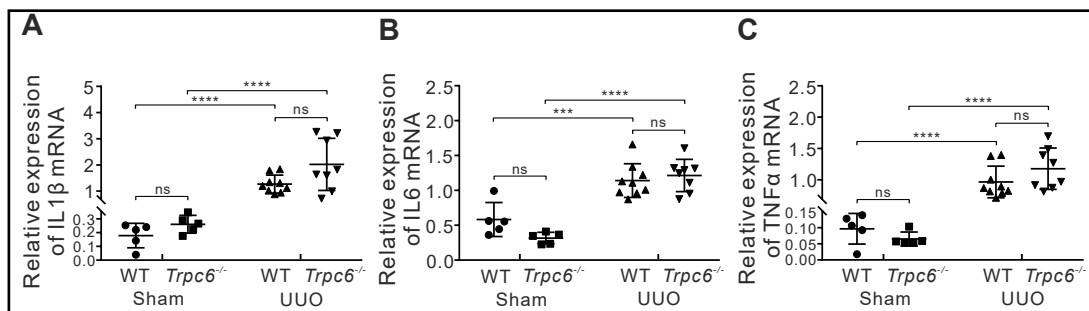 A
Relative expression
of IL1β mRNA
5
4
3
2
1
0.3
0.2
0.1
0.0
****
****
ns
ns
WT Trpc6-/- WT Trpc6-/-
Sham UUO
B
Relative expression
of IL6 mRNA
2.5
2.0
1.5
1.0
0.5
0.0
****
***
ns
ns
WT Trpc6-/- WT Trpc6-/-
Sham UUO
C
Relative expression
of TNFα mRNA
2.5
2.0
1.5
1.0
0.15
0.10
0.05
0.00
****
****
ns
ns
WT Trpc6-/- WT Trpc6-/-
Sham UUO